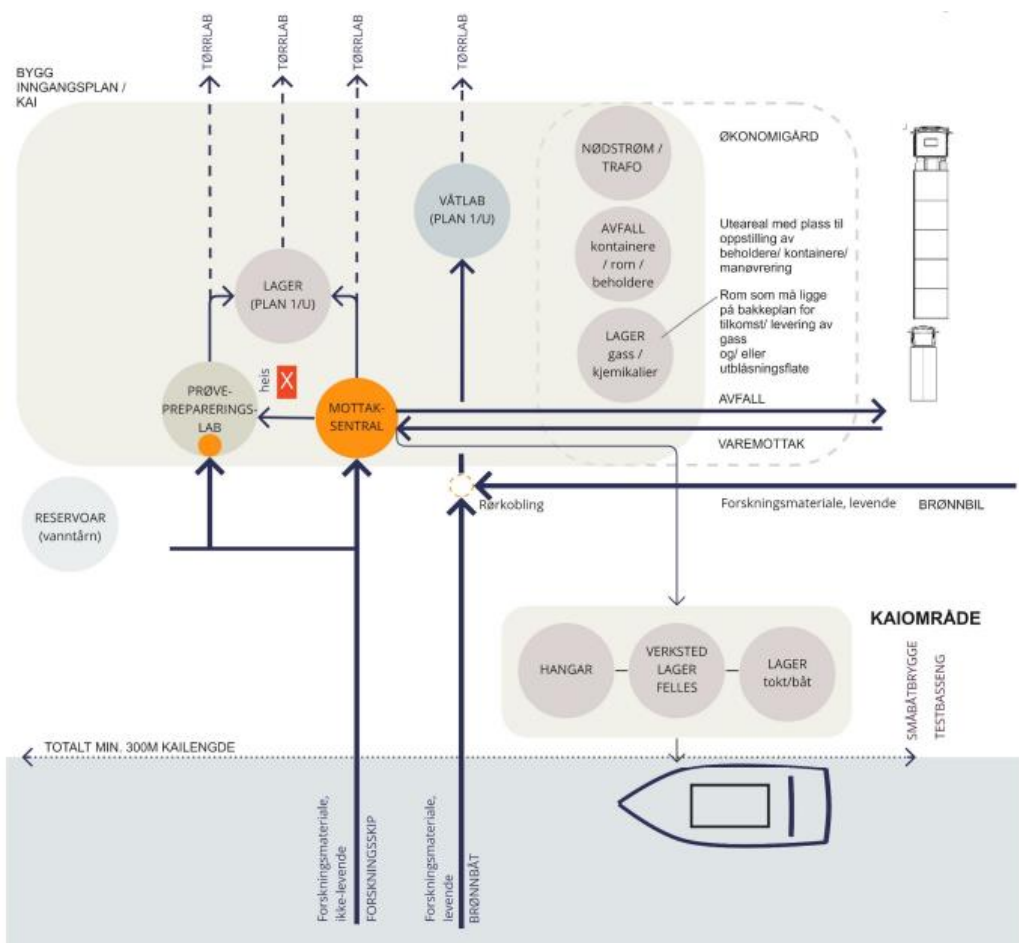 TØRRLAB
TØRRLAB
TØRRLAB
TØRRLAB
BYGG
INNGANGSPLAN /
KAI
NØDSTRØM /
TRAFO
ØKONOMIGÅRD
VÅTLAB
(PLAN 1/U)
AVFALL
kontainere
/ rom /
beholdere
Uteareal med plass til
oppstilling av
beholdere/ kontainere/
manøvrering
LAGER
(PLAN 1/U)
LAGER
gass /
kjemikalier
Rom som må ligge
på bakkeplan for
tilkomst/ levering av
gass
og/ eller
utblåsningsflate
heis
X
PRØVE-
PREPARERINGS-
LAB
MOTTAK-
SENTRAL
AVFALL
VAREMOTTAK
Rørkobling
Forskningsmateriale, levende
BRØNNBIL
RESERVOAR
(vanntårn)
KAIOMRÅDE
HANGAR
VERKSTED
LAGER
FELLES
LAGER
tokt/båt
SMÅBÅTBRYGGE
TESTBASSENG
TOTALT MIN. 300M KAILENGDE
Forskningsmateriale,
ikke-levende
FORSKNINGSSKIP
Forskningsmateriale,
levende
BRØNNBÅT